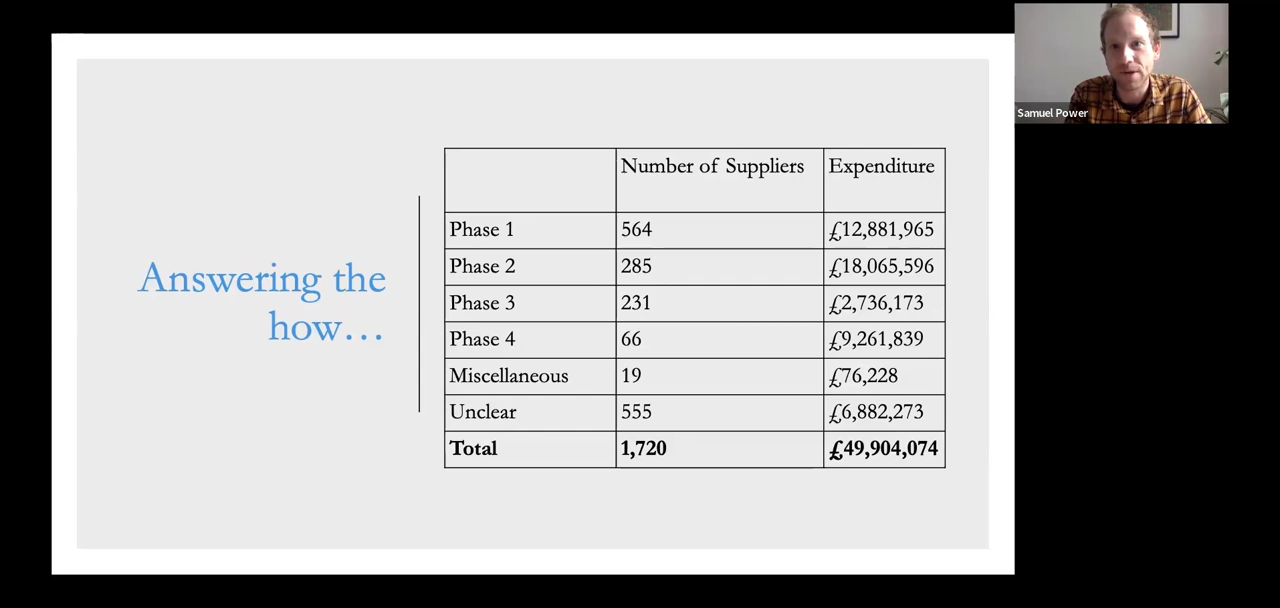 Answering the
how…
Number of Suppliers Expenditure
Phase 1 564 £12,881,965
Phase 2 285 £18,065,596
Phase 3 231 £2,736,173
Phase 4 66 £9,261,839
Miscellaneous 19 £76,228
Unclear 555 £6,882,273
Total 1,720 £49,904,074
Samuel Power